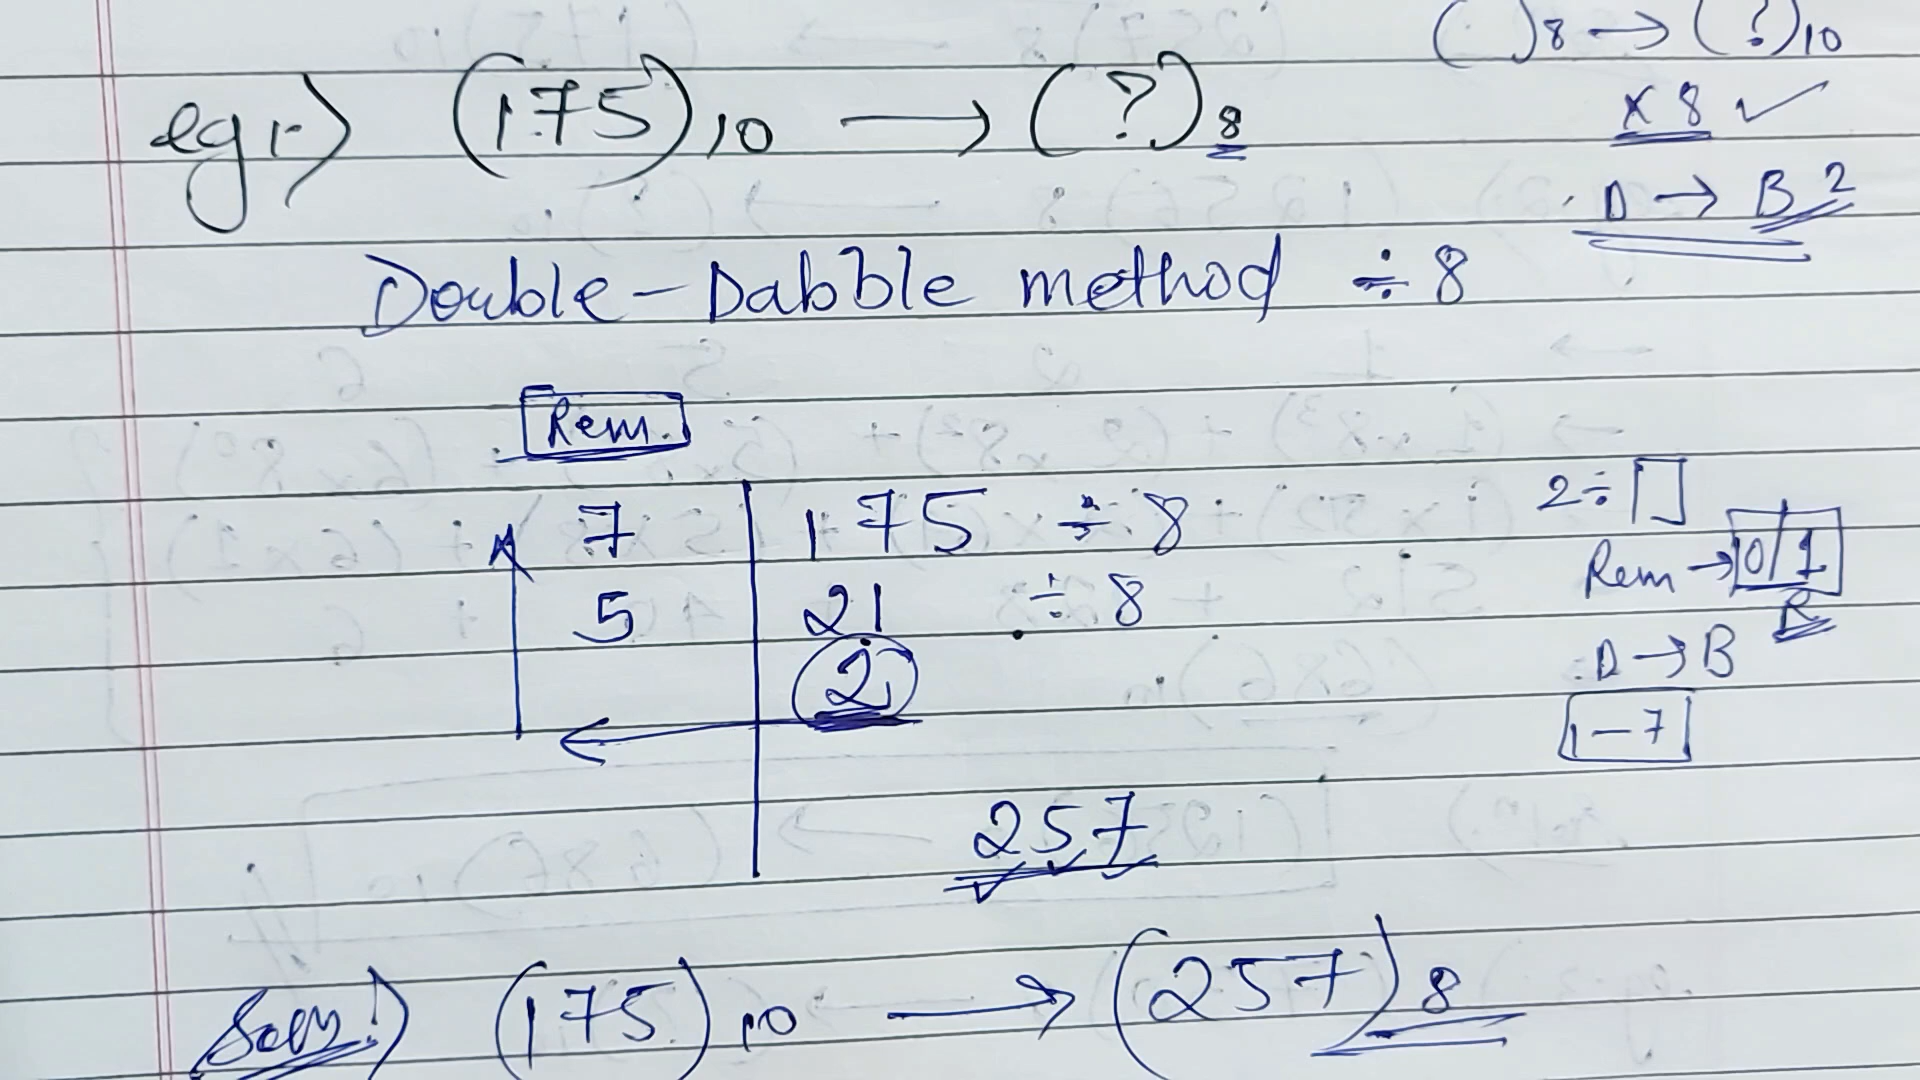 ( )8 → (?)10
eg1-) (175)10 → (?)8
× 8 ✓
D → B 2
Double-Dabble method ÷ 8
Rem.
7 | 175 ÷ 8
5 | 21 ÷ 8
2
257
2 ÷
Rem → 0/1
R
D → B
1 – 7
Soln:) (175)10 → (257)8